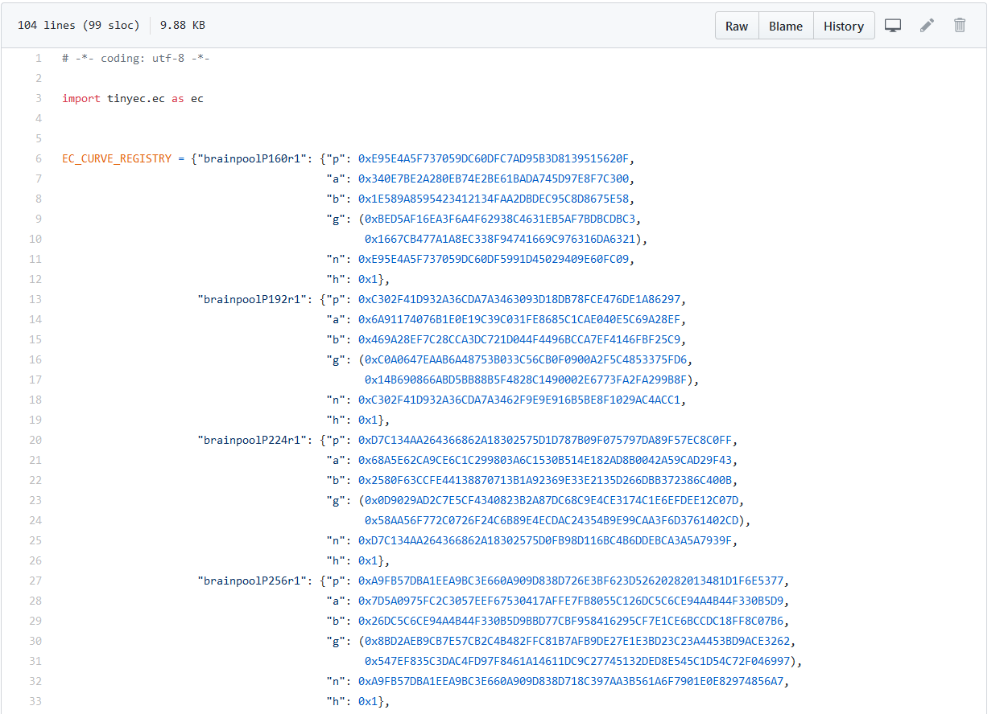 104 lines (99 sloc) 9.88 KB
Raw Blame History
1 # -*- coding: utf-8 -*-
2
3 import tinyec.ec as ec
4
5
6 EC_CURVE_REGISTRY = {"brainpoolP160r1": {"p": 0xE95E4A5F737059DC60DFC7AD95B3D8139515620F,
7 "a": 0x340E7BE2A280EB74E2BE61BADA745D97E8F7C300,
8 "b": 0x1E589A8595423412134FAA2DBDEC95C8D8675E58,
9 "g": (0xBED5AF16EA3F6A4F62938C4631EB5AF7BDBCDBC3,
10 0x1667CB477A1A8EC338F94741669C976316DA6321),
11 "n": 0xE95E4A5F737059DC60DF5991D45029409E60FC09,
12 "h": 0x1},
13 "brainpoolP192r1": {"p": 0xC302F41D932A36CDA7A3463093D18DB78FCE476DE1A86297,
14 "a": 0x6A91174076B1E0E19C39C031FE8685C1CAE040E5C69A28EF,
15 "b": 0x469A28EF7C28CCA3DC721D044F4496BCCA7EF4146FBF25C9,
16 "g": (0xC0A0647EAAB6A48753B033C56CB0F0900A2F5C4853375FD6,
17 0x14B690866ABD5BB88B5F4828C1490002E6773FA2FA299B8F),
18 "n": 0xC302F41D932A36CDA7A3462F9E9E916B5BE8F1029AC4ACC1,
19 "h": 0x1},
20 "brainpoolP224r1": {"p": 0xD7C134AA264366862A18302575D1D787B09F075797DA89F57EC8C0FF,
21 "a": 0x68A5E62CA9CE6C1C299803A6C1530B514E182AD8B0042A59CAD29F43,
22 "b": 0x2580F63CCFE44138870713B1A92369E33E2135D266DBB372386C400B,
23 "g": (0x0D9029AD2C7E5CF4340823B2A87DC68C9E4CE3174C1E6EFDEE12C07D,
24 0x58AA56F772C0726F24C6B89E4ECDAC24354B9E99CAA3F6D3761402CD),
25 "n": 0xD7C134AA264366862A18302575D0FB98D116BC4B6DDEBCA3A5A7939F,
26 "h": 0x1},
27 "brainpoolP256r1": {"p": 0xA9FB57DBA1EEA9BC3E660A909D838D726E3BF623D52620282013481D1F6E5377,
28 "a": 0x7D5A0975FC2C3057EEF67530417AFFE7FB8055C126DC5C6CE94A4B44F330B5D9,
29 "b": 0x26DC5C6CE94A4B44F330B5D9BBD77CBF958416295CF7E1CE6BCCDC18FF8C07B6,
30 "g": (0x8BD2AEB9CB7E57CB2C4B482FFC81B7AFB9DE27E1E3BD23C23A4453BD9ACE3262,
31 0x547EF835C3DAC4FD97F8461A14611DC9C27745132DED8E545C1D54C72F046997),
32 "n": 0xA9FB57DBA1EEA9BC3E660A909D838D718C397AA3B561A6F7901E0E82974856A7,
33 "h": 0x1},